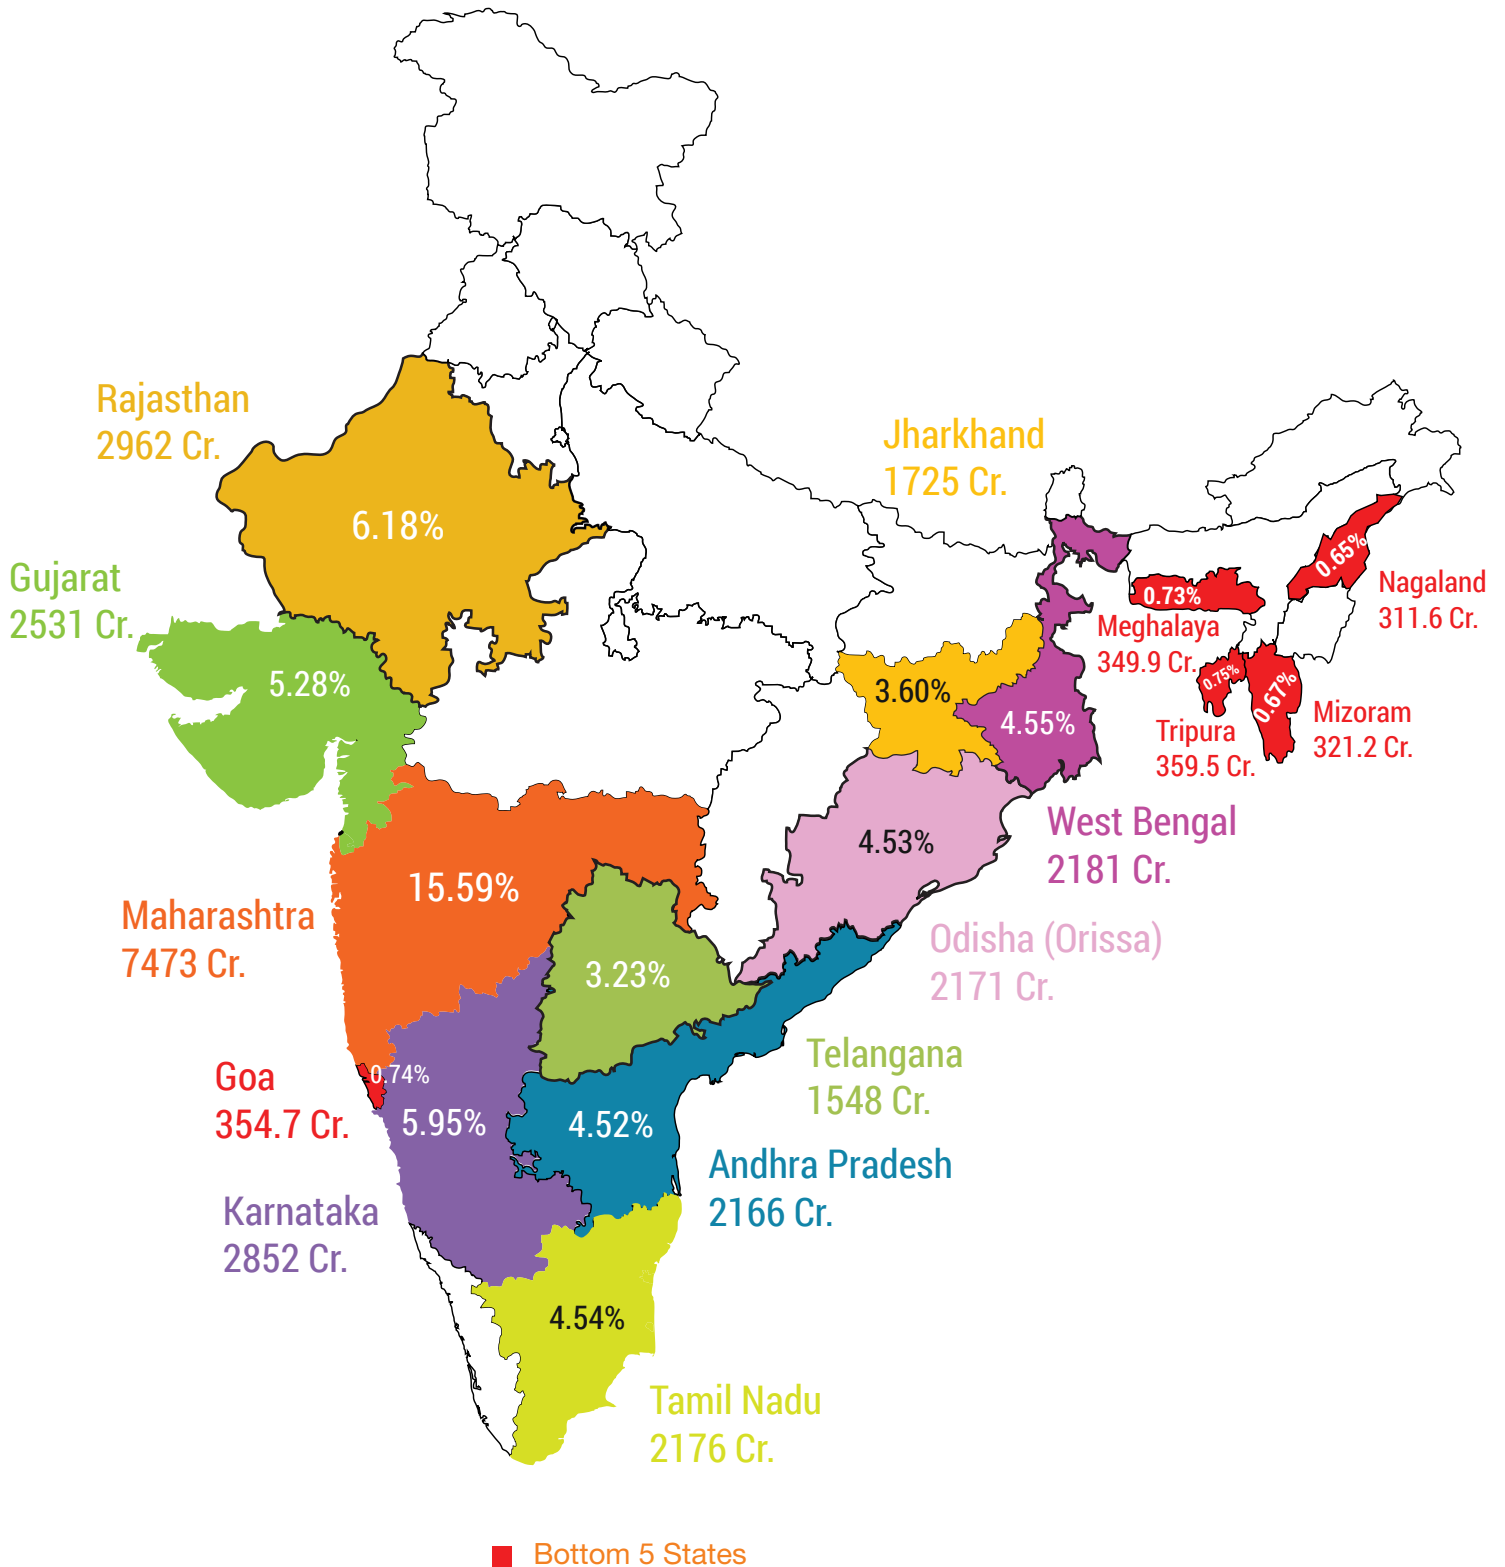 Rajasthan
2962 Cr.
6.18%
Jharkhand
1725 Cr.
3.60%
Gujarat
2531 Cr.
5.28%
0.65%
Nagaland
311.6 Cr.
0.73%
Meghalaya
349.9 Cr.
0.75%
Tripura
359.5 Cr.
0.67%
Mizoram
321.2 Cr.
4.55%
West Bengal
2181 Cr.
4.53%
Odisha (Orissa)
2171 Cr.
15.59%
Maharashtra
7473 Cr.
3.23%
Telangana
1548 Cr.
0.74%
Goa
354.7 Cr.
5.95%
Karnataka
2852 Cr.
4.52%
Andhra Pradesh
2166 Cr.
4.54%
Tamil Nadu
2176 Cr.
Bottom 5 States